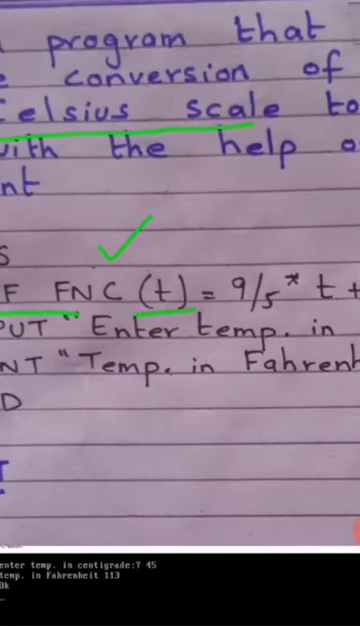 program that
conversion of
Celsius scale to
with the help o
nt
S
F FNC (t) = 9/5 * t +
PUT " Enter temp. in
NT " Temp. in Fahrenh
D
T
enter temp. in centigrade:? 45
temp. in Fahrenheit 113
Ok